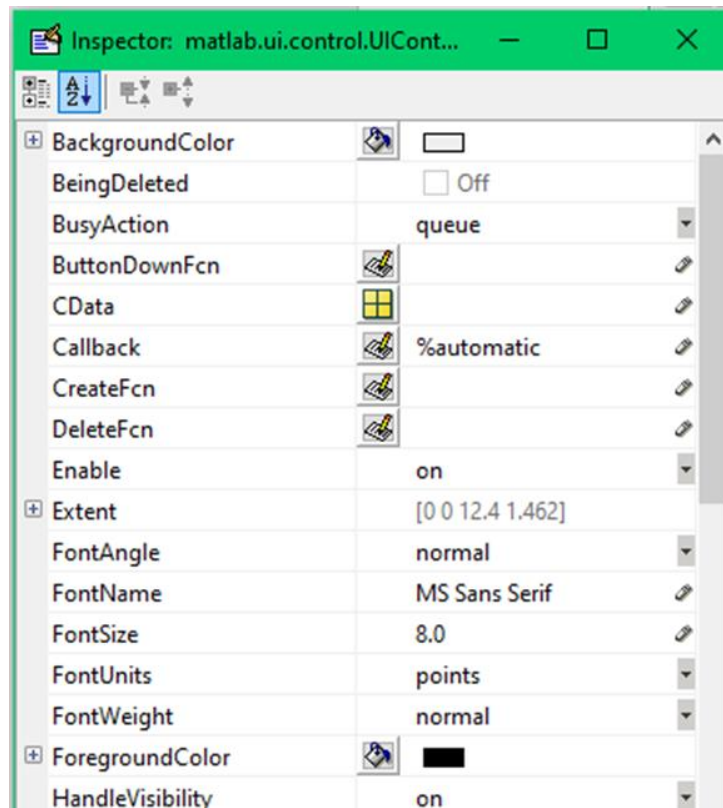 Inspector: matlab.ui.control.UICont...
BackgroundColor
BeingDeleted Off
BusyAction queue
ButtonDownFcn
CData
Callback %automatic
CreateFcn
DeleteFcn
Enable on
Extent [0 0 12.4 1.462]
FontAngle normal
FontName MS Sans Serif
FontSize 8.0
FontUnits points
FontWeight normal
ForegroundColor
HandleVisibility on